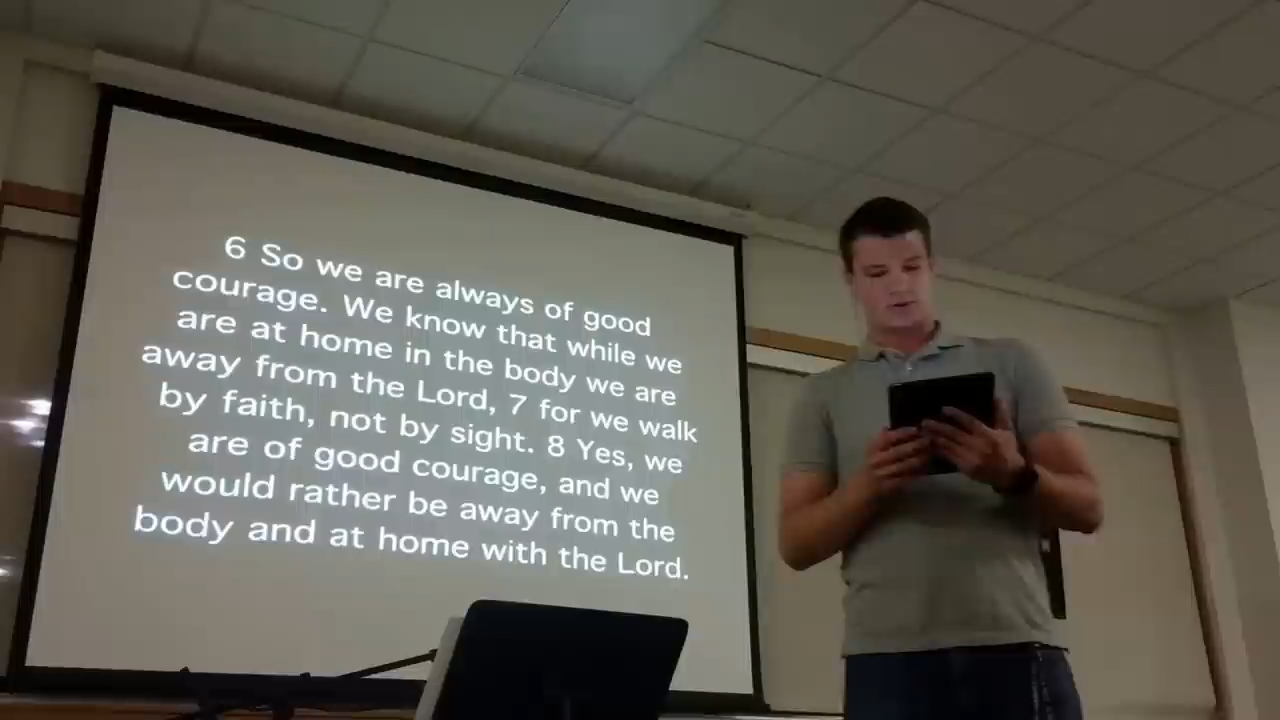 6 So we are always of good
courage. We know that while we
are at home in the body we are
away from the Lord, 7 for we walk
by faith, not by sight. 8 Yes, we
are of good courage, and we
would rather be away from the
body and at home with the Lord.